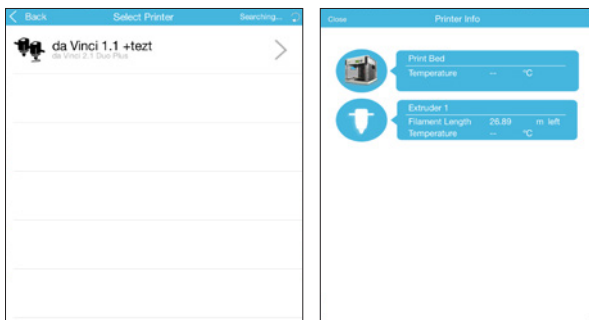 Back Select Printer Searching...
da Vinci 1.1 +tezt
da Vinci 2.1 Duo Plus
Close Printer Info
Print Bed
Temperature -- °C
Extruder 1
Filament Length 26.89 m left
Temperature -- °C